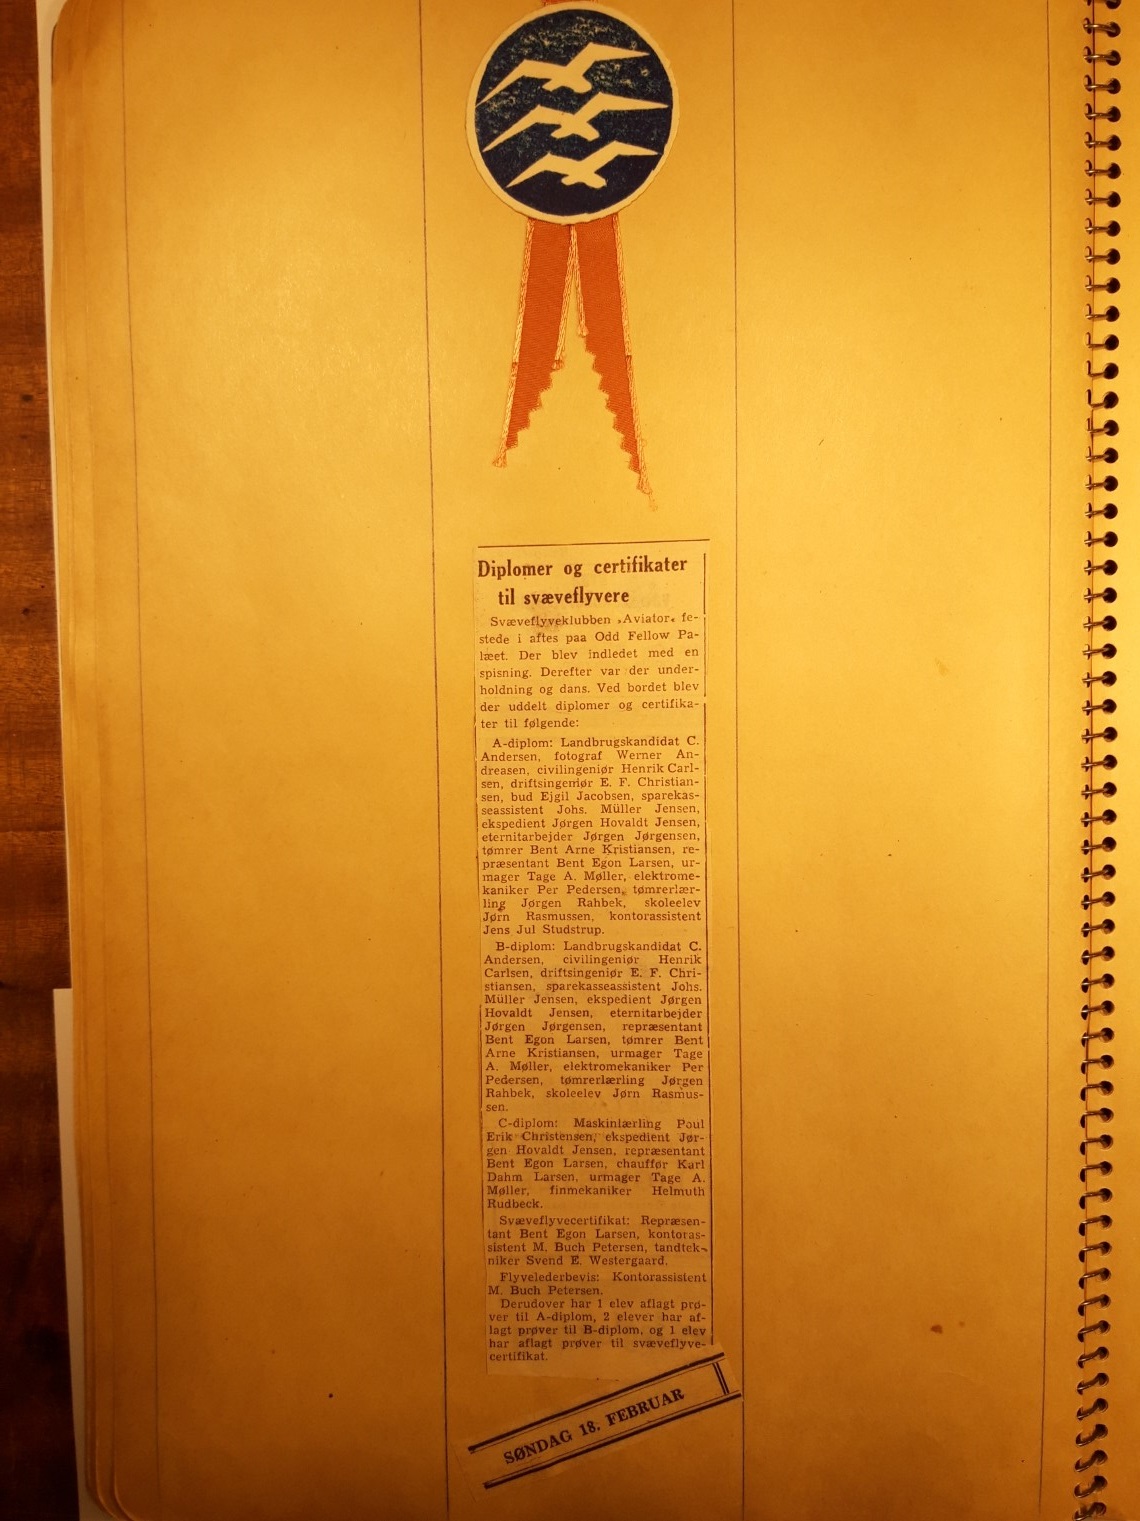 Diplomer og certifikater
til svæveflyvere
Svæveflyveklubben »Aviator« fe-
stede i aftes paa Odd Fellow Pa-
læet. Der blev indledet med en
spisning. Derefter var der under-
holdning og dans. Ved bordet blev
der uddelt diplomer og certifika-
ter til følgende:
A-diplom: Landbrugskandidat C.
Andersen, fotograf Werner An-
dreasen, civilingeniør Henrik Carl-
sen, driftsingeniør E. F. Christian-
sen, bud Ejgil Jacobsen, sparekas-
seassistent Johs. Müller Jensen,
ekspedient Jørgen Hovaldt Jensen,
eternitarbejder Jørgen Jørgensen,
tømrer Bent Arne Kristiansen, re-
præsentant Bent Egon Larsen, ur-
mager Tage A. Møller, elektrome-
kaniker Per Pedersen, tømrerlær-
ling Jørgen Rahbek, skoleelev
Jørn Rasmussen, kontorassistent
Jens Jul Studstrup.
B-diplom: Landbrugskandidat C.
Andersen, civilingeniør Henrik
Carlsen, driftsingeniør E. F. Chri-
stiansen, sparekasseassistent Johs.
Müller Jensen, ekspedient Jørgen
Hovaldt Jensen, eternitarbejder
Jørgen Jørgensen, repræsentant
Bent Egon Larsen, tømrer Bent
Arne Kristiansen, urmager Tage
A. Møller, elektromekaniker Per
Pedersen, tømrerlærling Jørgen
Rahbek, skoleelev Jørn Rasmus-
sen.
C-diplom: Maskinlærling Poul
Erik Christensen, ekspedient Jør-
gen Hovaldt Jensen, repræsentant
Bent Egon Larsen, chauffør Karl
Dahm Larsen, urmager Tage A.
Møller, finmekaniker Helmuth
Rudbeck.
Svæveflyvecertifikat: Repræsen-
tant Bent Egon Larsen, kontoras-
sistent M. Buch Petersen, tandtek-
niker Svend E. Westergaard.
Flyvelederbevis: Kontorassistent
M. Buch Petersen.
Derudover har 1 elev aflagt prø-
ver til A-diplom, 2 elever har af-
lagt prøver til B-diplom, og 1 elev
har aflagt prøver til svæveflyve-
certifikat.
SØNDAG 18. FEBRUAR